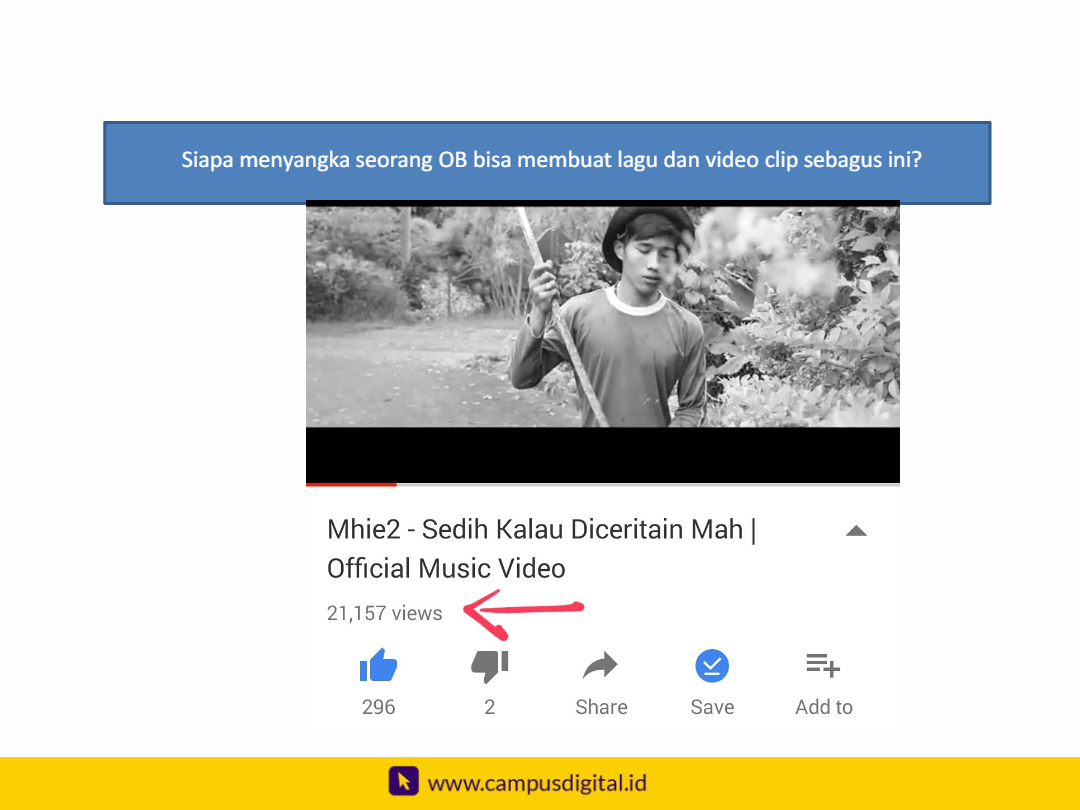 Siapa menyangka seorang OB bisa membuat lagu dan video clip sebagus ini?
Mhie2 - Sedih Kalau Diceritain Mah |
Official Music Video
21,157 views
296
2
Share
Save
Add to
www.campusdigital.id